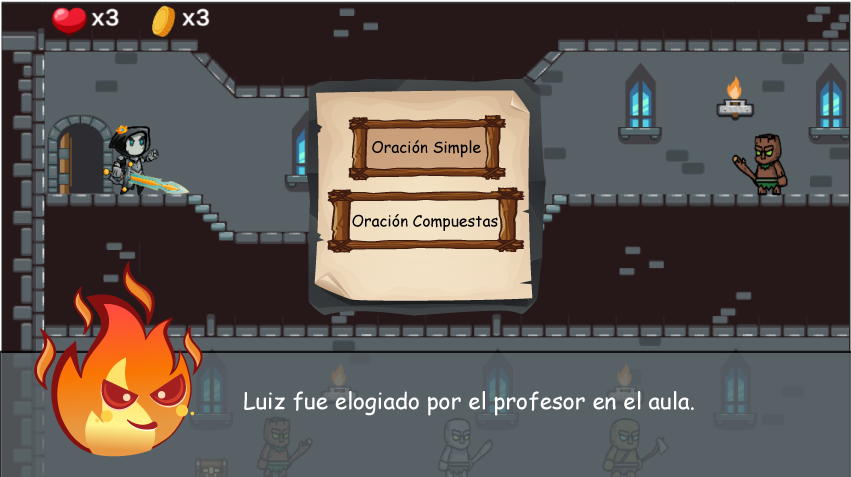 x3 x3
Oración Simple
Oración Compuestas
Luiz fue elogiado por el profesor en el aula.